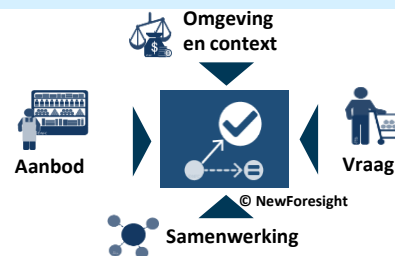 Omgeving
en context
Aanbod
Vraag
© NewForesight
Samenwerking